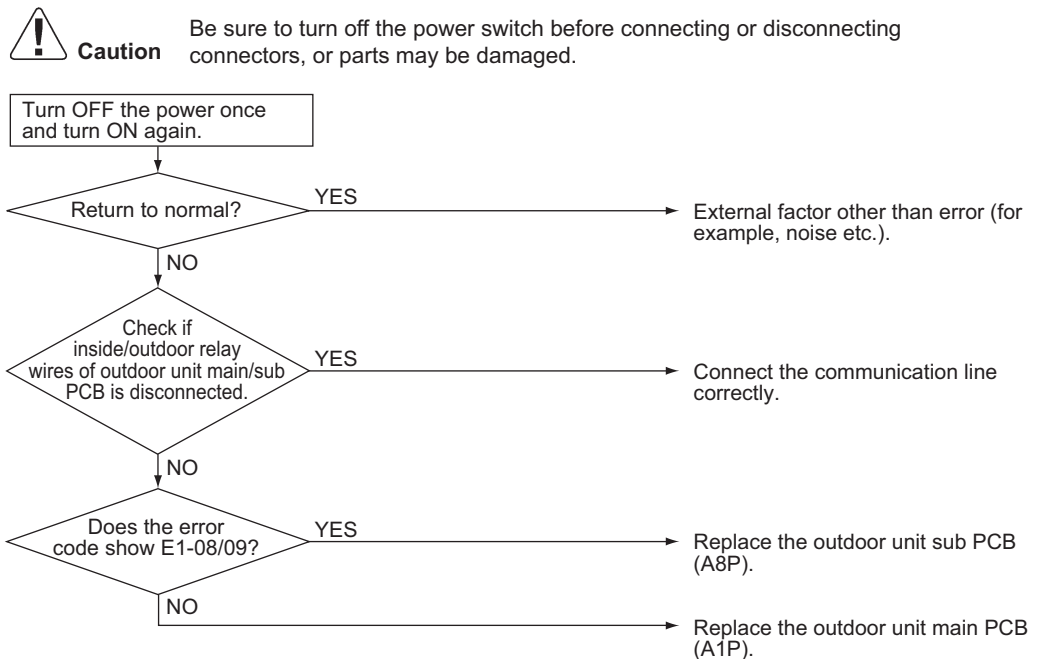 Be sure to turn off the power switch before connecting or disconnecting
Caution connectors, or parts may be damaged.
Turn OFF the power once
and turn ON again.
Return to normal?
YES
External factor other than error (for
example, noise etc.).
NO
Check if
inside/outdoor relay
wires of outdoor unit main/sub
PCB is disconnected.
YES
Connect the communication line
correctly.
NO
Does the error
code show E1-08/09?
YES
Replace the outdoor unit sub PCB
(A8P).
NO
Replace the outdoor unit main PCB
(A1P).